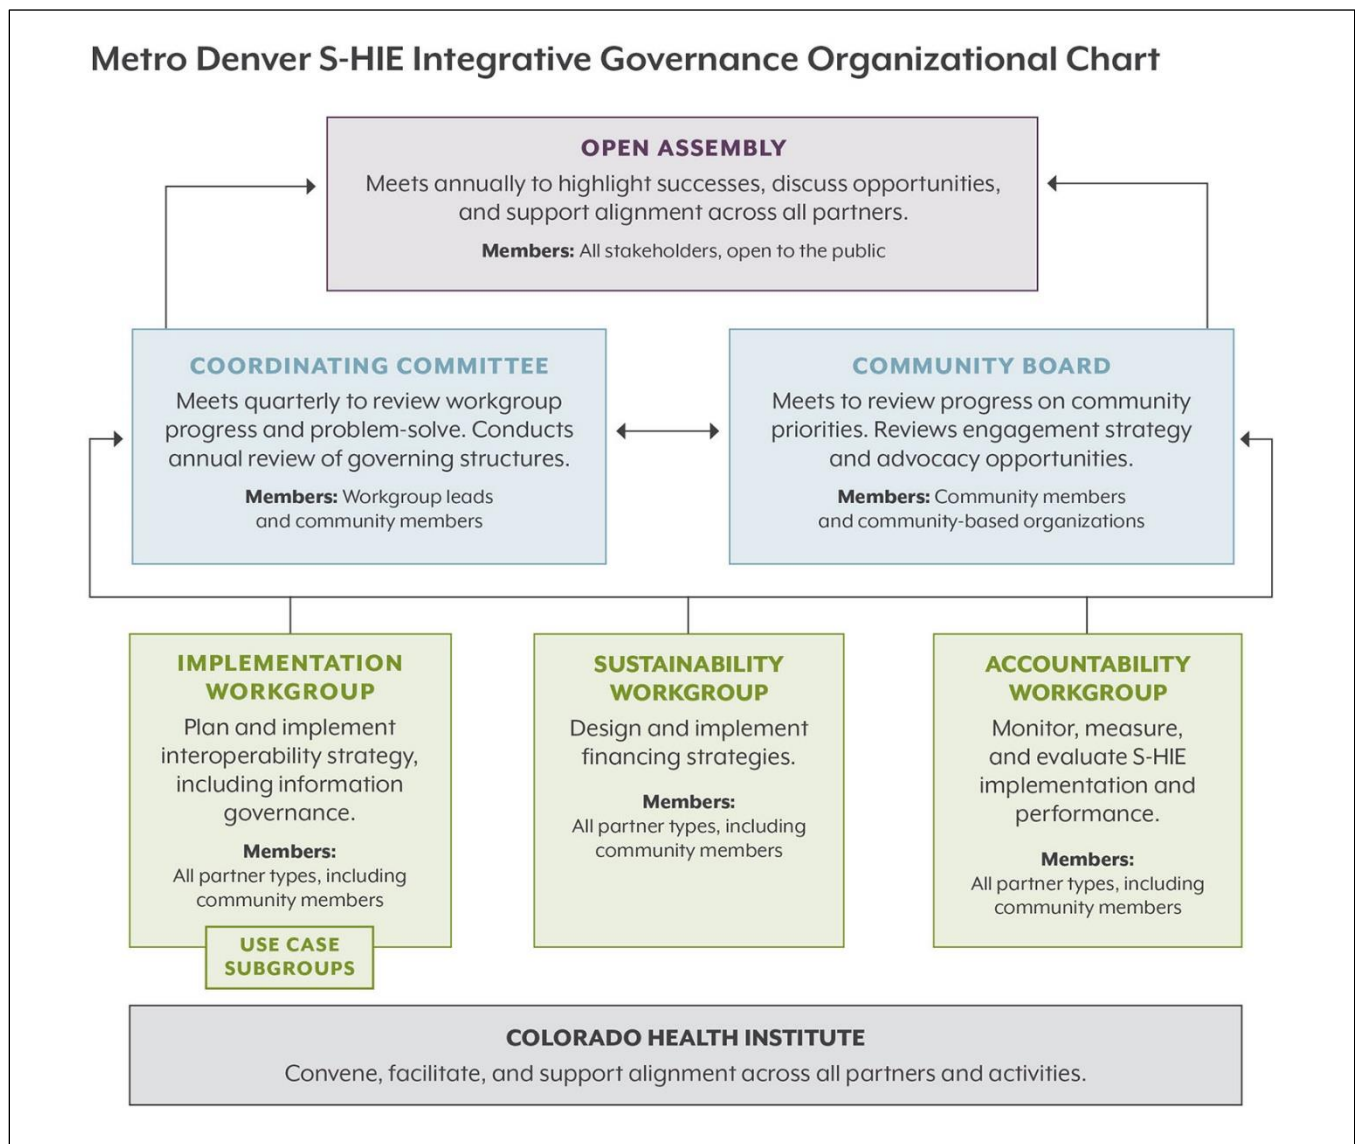 Metro Denver S-HIE Integrative Governance Organizational Chart
OPEN ASSEMBLY
Meets annually to highlight successes, discuss opportunities,
and support alignment across all partners.
Members: All stakeholders, open to the public
COORDINATING COMMITTEE
Meets quarterly to review workgroup
progress and problem-solve. Conducts
annual review of governing structures.
Members: Workgroup leads
and community members
COMMUNITY BOARD
Meets to review progress on community
priorities. Reviews engagement strategy
and advocacy opportunities.
Members: Community members
and community-based organizations
IMPLEMENTATION
WORKGROUP
Plan and implement
interoperability strategy,
including information
governance.
Members:
All partner types, including
community members
USE CASE
SUBGROUPS
SUSTAINABILITY
WORKGROUP
Design and implement
financing strategies.
Members:
All partner types, including
community members
ACCOUNTABILITY
WORKGROUP
Monitor, measure,
and evaluate S-HIE
implementation and
performance.
Members:
All partner types, including
community members
COLORADO HEALTH INSTITUTE
Convene, facilitate, and support alignment across all partners and activities.